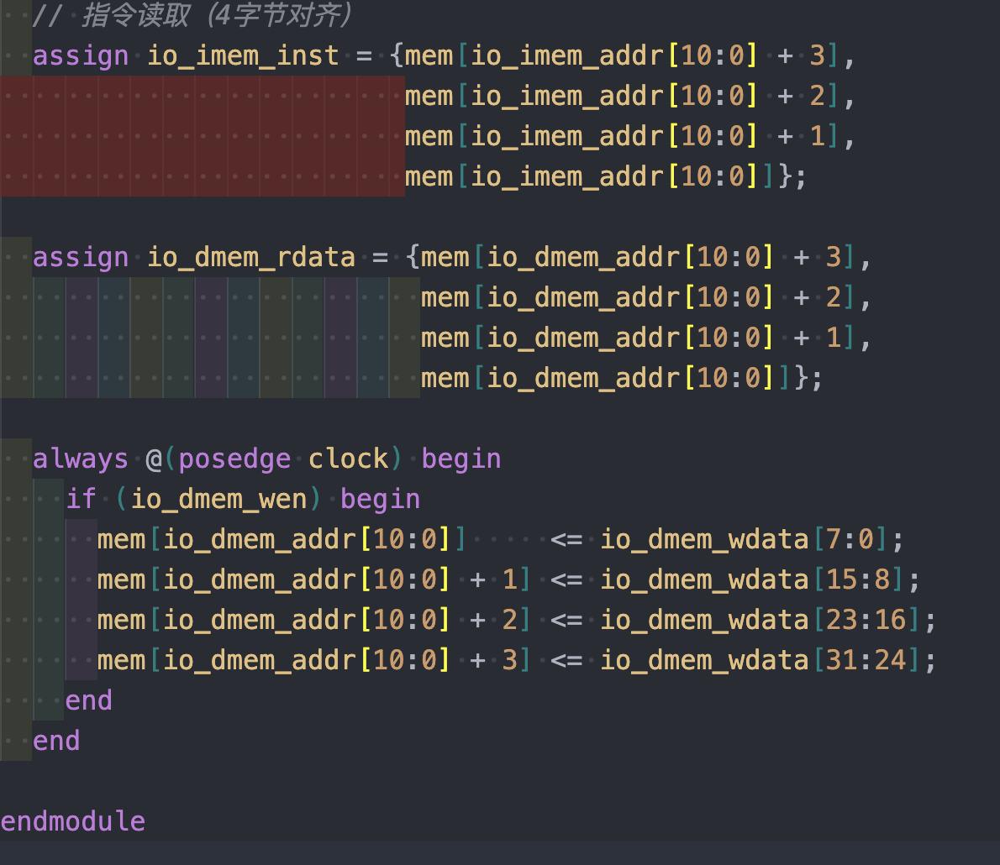 // 指令读取（4字节对齐）
assign io_imem_inst = {mem[io_imem_addr[10:0] + 3],
mem[io_imem_addr[10:0] + 2],
mem[io_imem_addr[10:0] + 1],
mem[io_imem_addr[10:0]]};
assign io_dmem_rdata = {mem[io_dmem_addr[10:0] + 3],
mem[io_dmem_addr[10:0] + 2],
mem[io_dmem_addr[10:0] + 1],
mem[io_dmem_addr[10:0]]};
always @(posedge clock) begin
if (io_dmem_wen) begin
mem[io_dmem_addr[10:0]]     <= io_dmem_wdata[7:0];
mem[io_dmem_addr[10:0] + 1] <= io_dmem_wdata[15:8];
mem[io_dmem_addr[10:0] + 2] <= io_dmem_wdata[23:16];
mem[io_dmem_addr[10:0] + 3] <= io_dmem_wdata[31:24];
end
end
endmodule